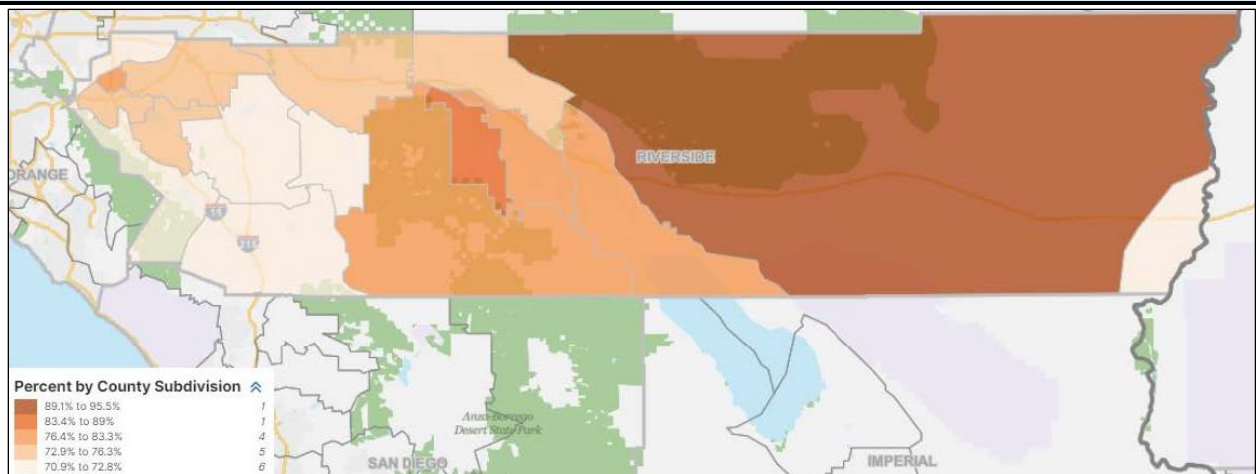 RIVERSIDE
ORANGE
15
215
Percent by County Subdivision
89.1% to 95.5% 1
83.4% to 89% 1
76.4% to 83.3% 4
72.9% to 76.3% 5
70.9% to 72.8% 6
Anza-Borrego
Desert State Park
SAN DIEGO
IMPERIAL